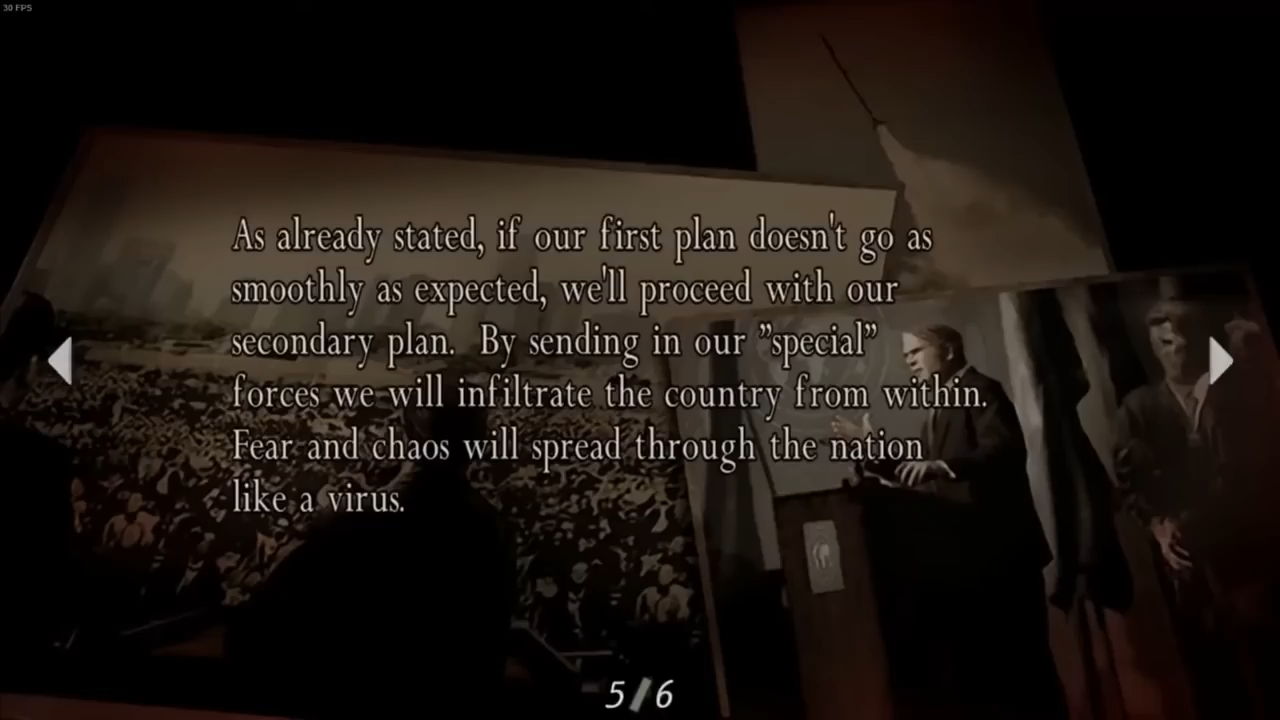 30 FPS
As already stated, if our first plan doesn't go as
smoothly as expected, we'll proceed with our
secondary plan. By sending in our ”special”
forces we will infiltrate the country from within.
Fear and chaos will spread through the nation
like a virus.
5/6